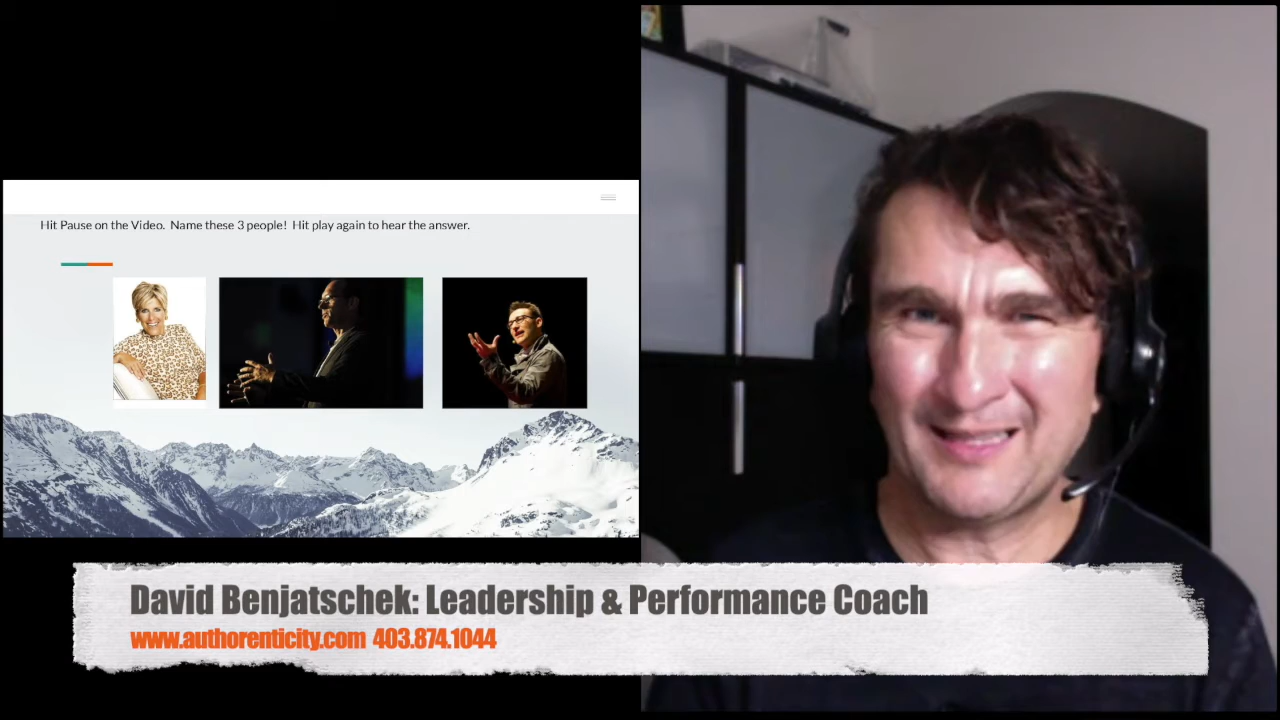 Hit Pause on the Video. Name these 3 people! Hit play again to hear the answer.
David Benjatschek: Leadership & Performance Coach
www.authorenticity.com 403.874.1044